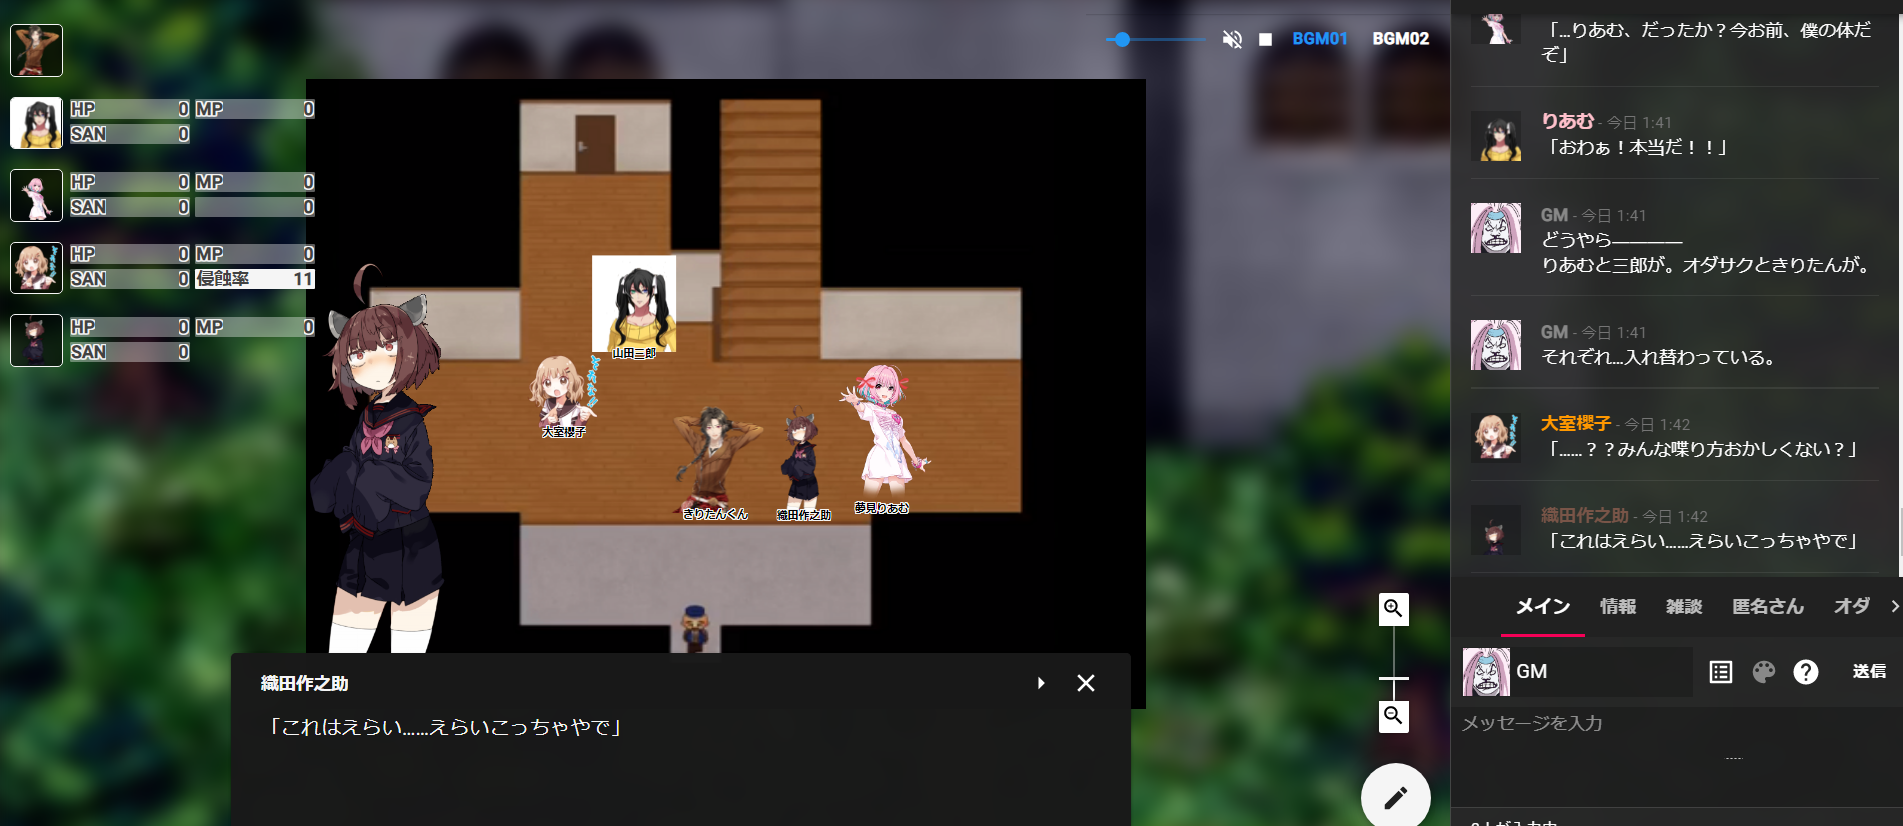 BGM01 BGM02
HP 0 MP 0
SAN 0
HP 0 MP 0
SAN 0 0
HP 0 MP 0
SAN 0 侵蝕率 11
HP 0 MP 0
SAN 0
山田三郎
大室櫻子
きりたんくん
織田作之助
夢見りあむ
織田作之助
「これはえらい……えらいこっちゃやで」
「…りあむ、だったか？今お前、僕の体だ
ぞ」
りあむ - 今日 1:41
「おわぁ！本当だ！！」
GM - 今日 1:41
どうやら――――
りあむと三郎が。オダサクときりたんが。
GM - 今日 1:41
それぞれ…入れ替わっている。
大室櫻子 - 今日 1:42
「……？？みんな喋り方おかしくない？」
織田作之助 - 今日 1:42
「これはえらい……えらいこっちゃやで」
メイン 情報 雑談 匿名さん オダ
GM
送信
メッセージを入力